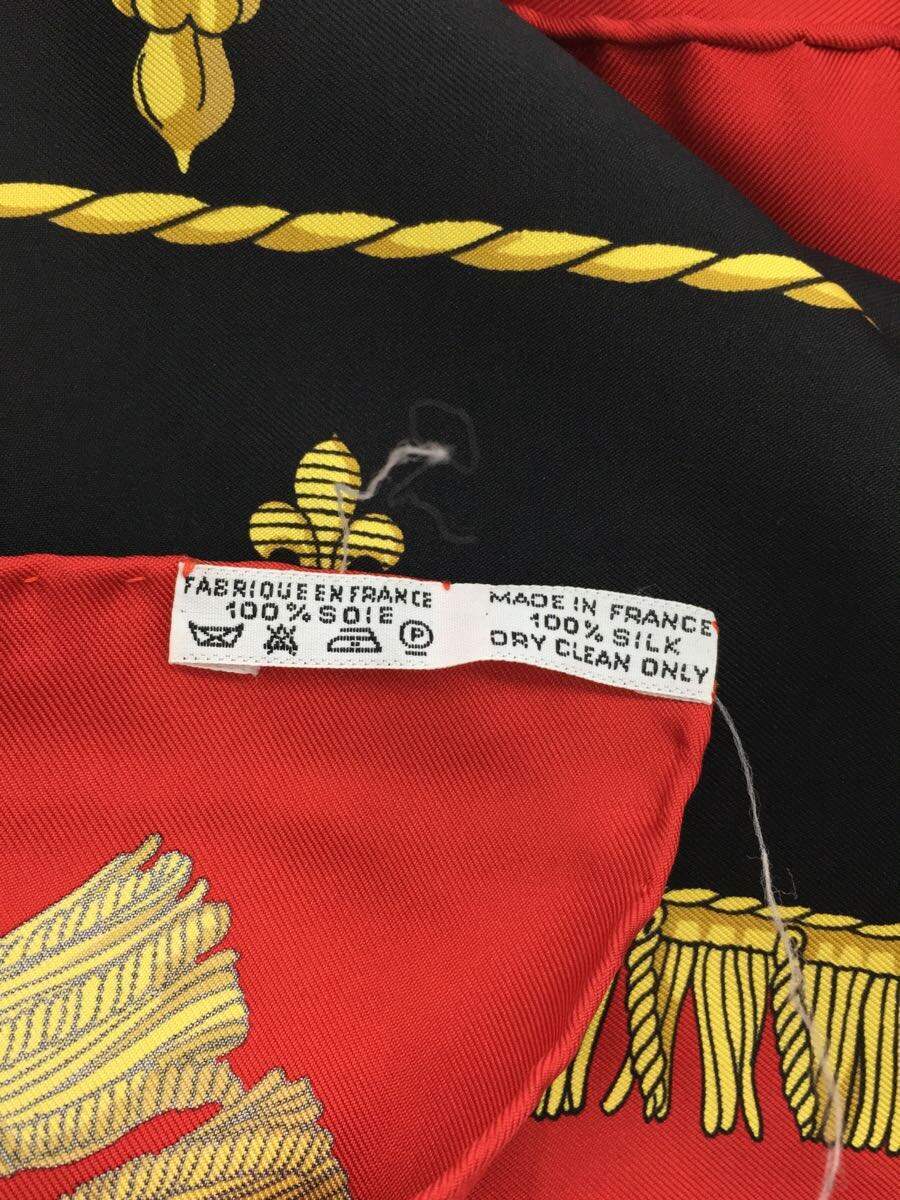 FABRIQUE EN FRANCE
100% SOIE
P
MADE IN FRANCE
100% SILK
DRY CLEAN ONLY